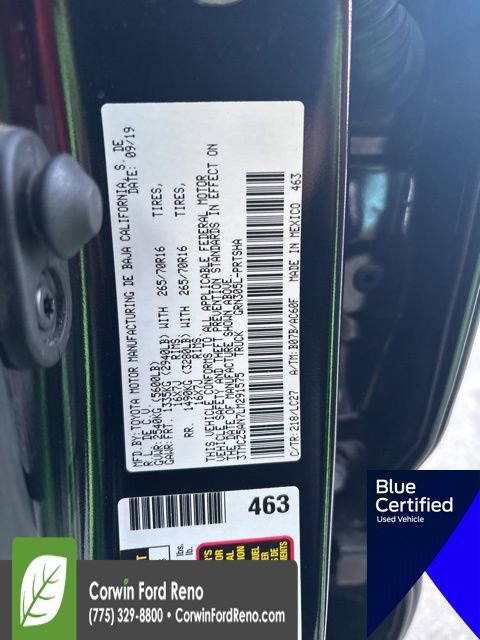 MFD.BY:TOYOTA MOTOR MANUFACTURING DE BAJA CALIFORNIA, S. DE
R.L. DE C.V. DATE: 09/19
GVWR: 2540KG (5600LB)
GAWR: FRT. 1335KG (2940LB) WITH 265/70R16 TIRES,
16X7J RIMS.
RR. 1490KG (3280LB) WITH 265/70R16 TIRES,
16X7J RIMS.
THIS VEHICLE CONFORMS TO ALL APPLICABLE FEDERAL MOTOR
VEHICLE SAFETY AND THEFT PREVENTION STANDARDS IN EFFECT ON
THE DATE OF MANUFACTURE SHOWN ABOVE.
3TMCZ5AN7LM291575 TRUCK GRN305L-PRTSHA
C/TR: 218/LC27 A/TM: B07B/AC60F MADE IN MEXICO 463
463
lbs.
lbs.
Blue
Certified
Used Vehicle
Corwin Ford Reno
(775) 329-8800 • CorwinFordReno.com